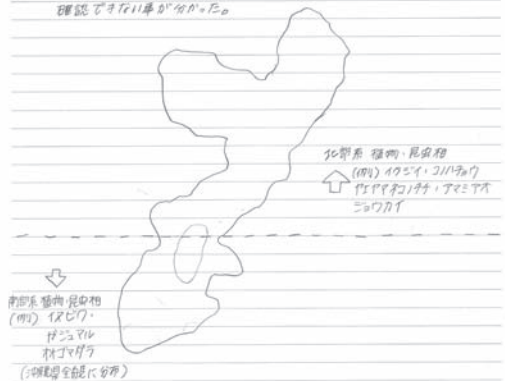 確認できない事が分かった。
北部系 植物・昆虫相
(例) イタジイ・コノハチョウ
ヤエヤマネコノチチ・アマミアオ
ジョウカイ
南部系 植物・昆虫相
(例) イヌビワ・
ガジュマル
オオゴマダラ
(沖縄県全域に分布)